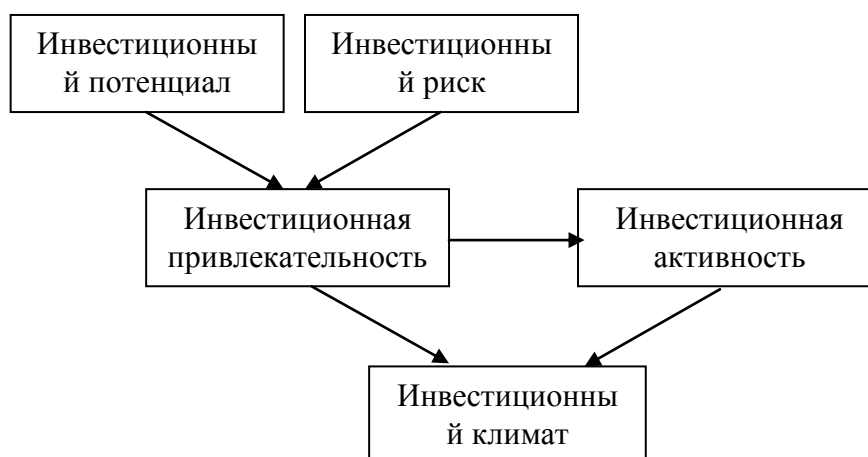 Инвестиционны
й потенциал
Инвестиционны
й риск
Инвестиционная
привлекательность
Инвестиционная
активность
Инвестиционны
й климат